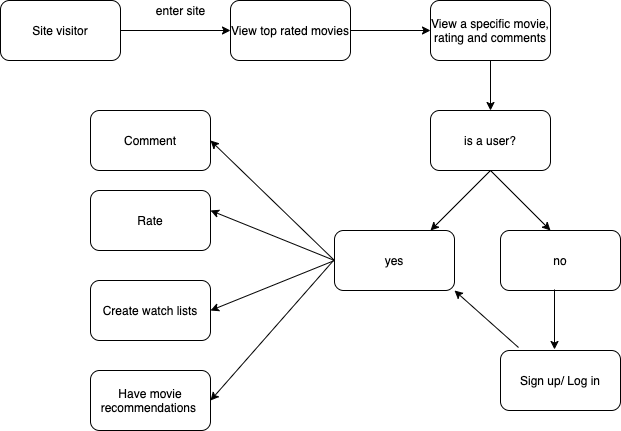 Site visitor
enter site
View top rated movies
View a specific movie,
rating and comments
Comment
is a user?
Rate
yes
no
Create watch lists
Have movie
recommendations
Sign up/ Log in